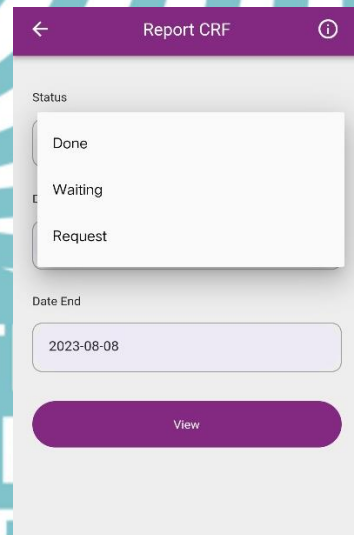 Report CRF
Status
Done
Waiting
Request
Date End
2023-08-08
View